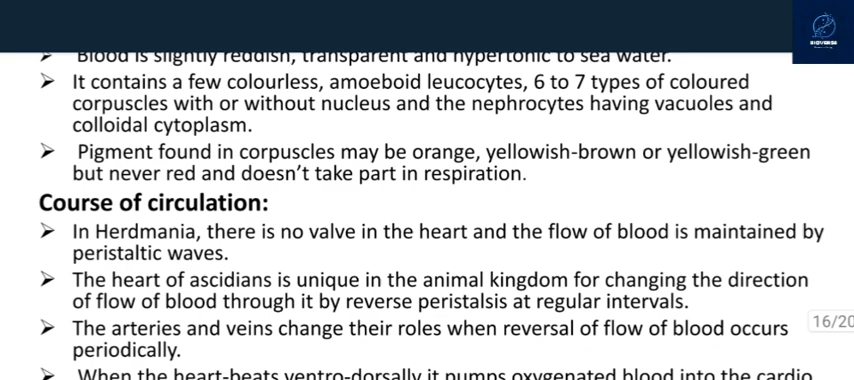 BIOVERSE
➤ Blood is slightly reddish, transparent and hypertonic to sea water.
➤ It contains a few colourless, amoeboid leucocytes, 6 to 7 types of coloured
corpuscles with or without nucleus and the nephrocytes having vacuoles and
colloidal cytoplasm.
➤ Pigment found in corpuscles may be orange, yellowish-brown or yellowish-green
but never red and doesn't take part in respiration.
Course of circulation:
➤ In Herdmania, there is no valve in the heart and the flow of blood is maintained by
peristaltic waves.
➤ The heart of ascidians is unique in the animal kingdom for changing the direction
of flow of blood through it by reverse peristalsis at regular intervals.
16/20
➤ The arteries and veins change their roles when reversal of flow of blood occurs
periodically.
➤ When the heart-beats ventro-dorsally it pumps oxygenated blood into the cardio